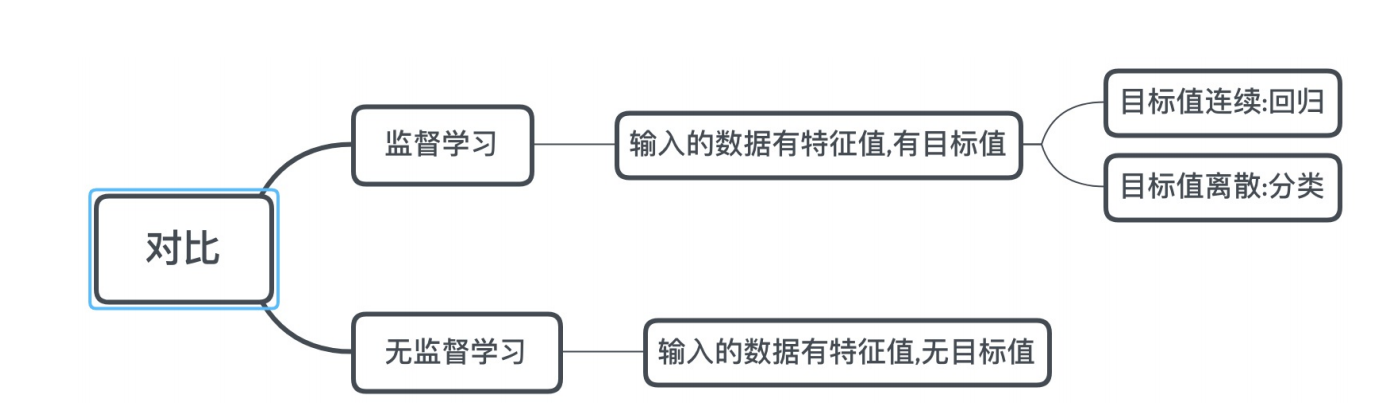 对比
监督学习
输入的数据有特征值,有目标值
目标值连续:回归
目标值离散:分类
无监督学习
输入的数据有特征值,无目标值